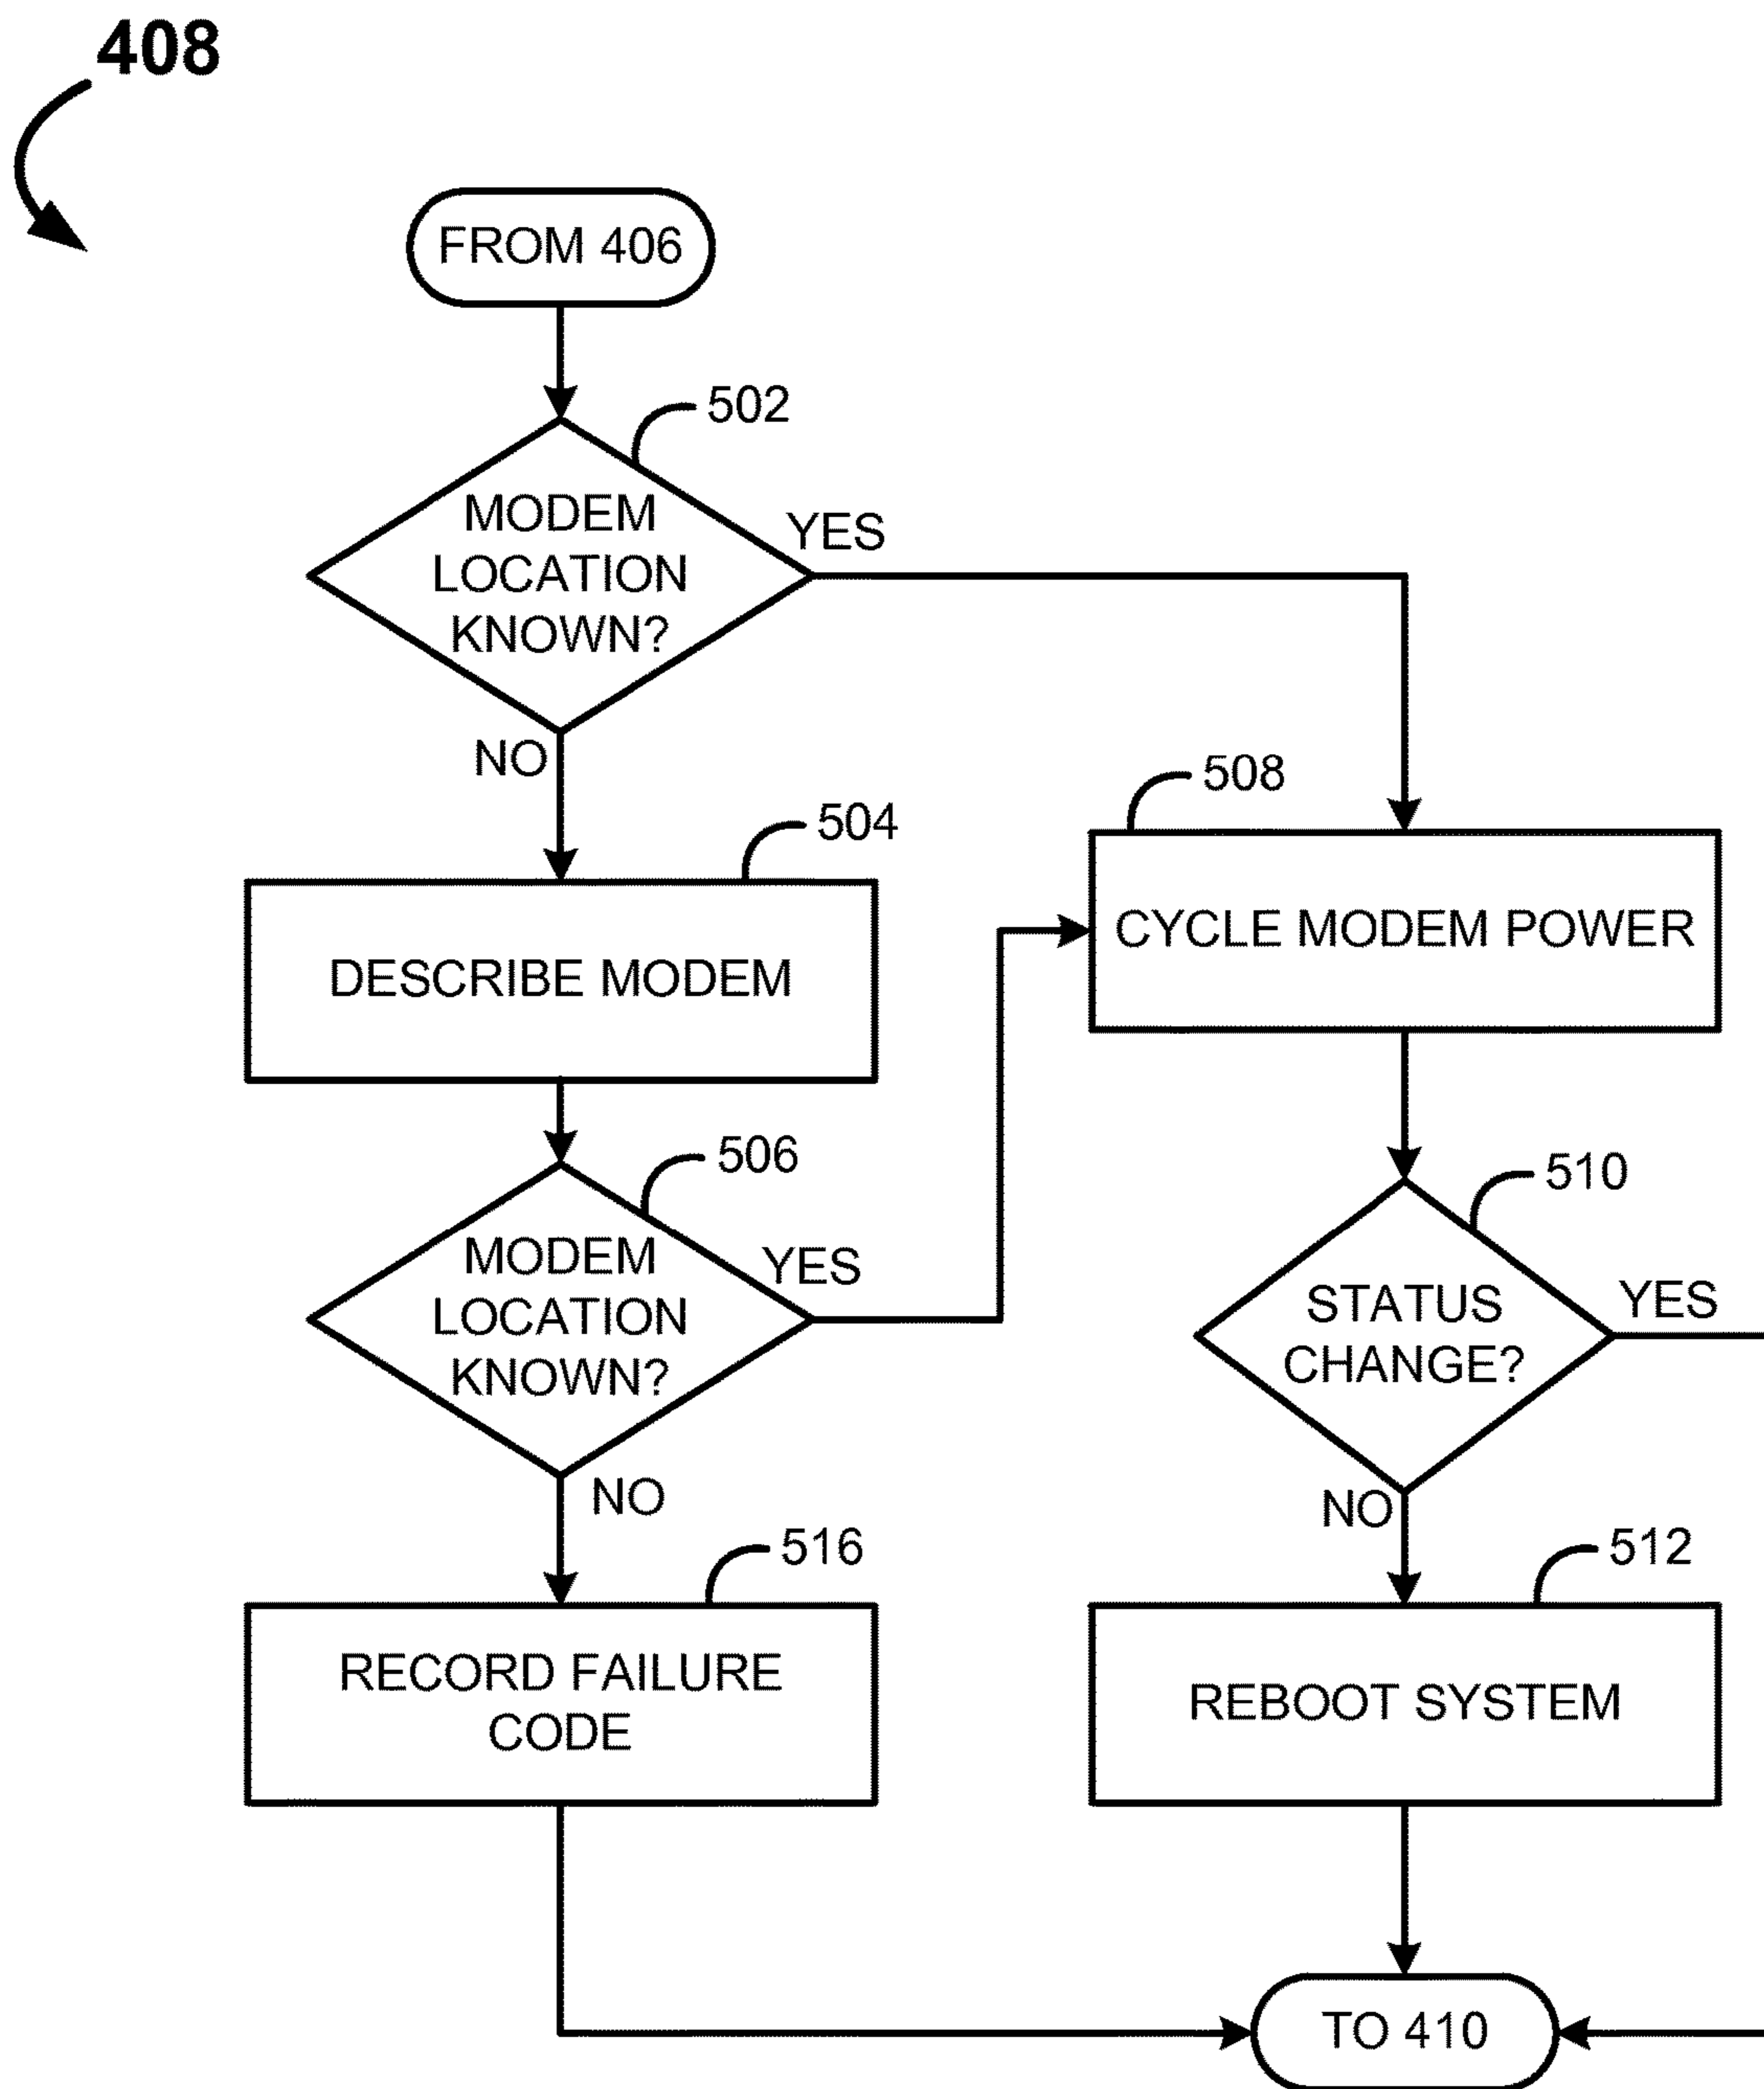 408
FROM 406
502
MODEM
LOCATION
KNOWN?
YES
NO
508
504
CYCLE MODEM POWER
DESCRIBE MODEM
506
510
MODEM
LOCATION
KNOWN?
YES
STATUS
CHANGE?
YES
NO
NO
516
512
RECORD FAILURE
CODE
REBOOT SYSTEM
TO 410